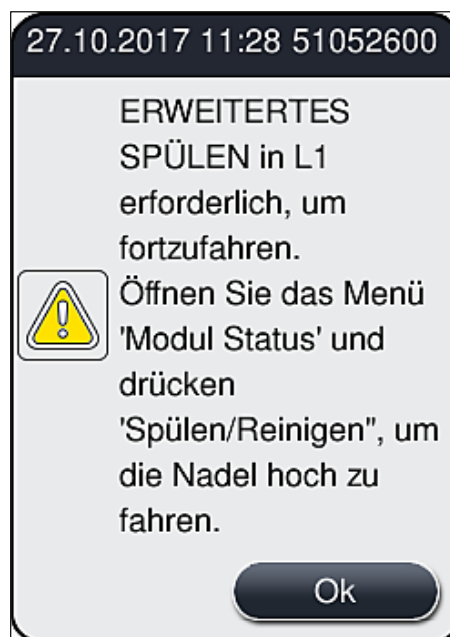 27.10.2017 11:28 51052600
ERWEITERTES
SPÜLEN in L1
erforderlich, um
fortzufahren.
Öffnen Sie das Menü
'Modul Status' und
drücken
'Spülen/Reinigen", um
die Nadel hoch zu
fahren.
Ok